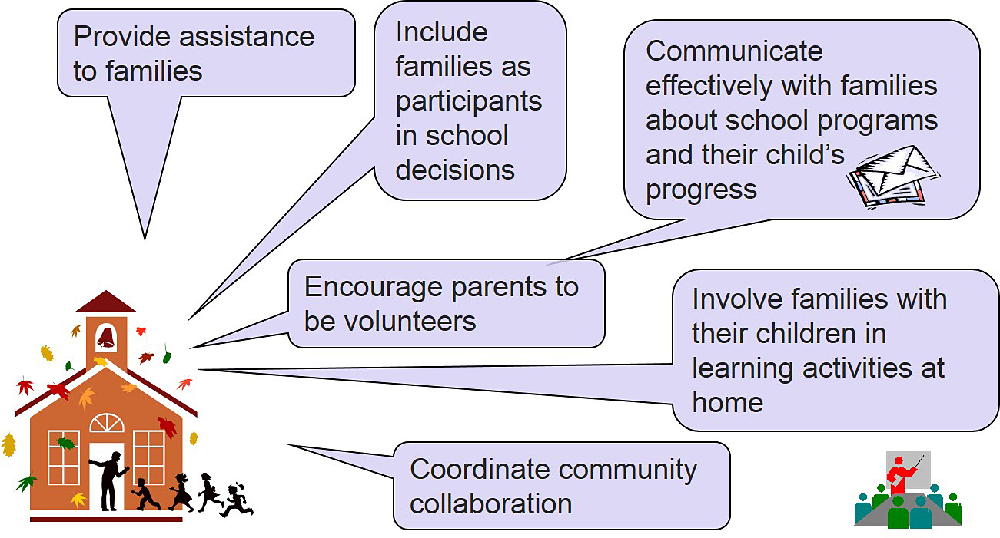 Provide assistance
to families
Include
families as
participants
in school
decisions
Communicate
effectively with families
about school programs
and their child’s
progress
Encourage parents to
be volunteers
Involve families with
their children in
learning activities at
home
Coordinate community
collaboration